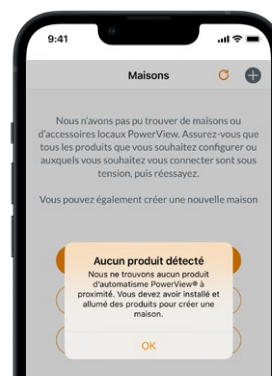 9:41
Maisons
Nous n'avons pas pu trouver de maisons ou
d'accessoires locaux PowerView. Assurez-vous que
tous les produits que vous souhaitez configurer ou
auxquels vous souhaitez vous connecter sont sous
tension, puis réessayez.
Vous pouvez également créer une nouvelle maison
Aucun produit détecté
Nous ne trouvons aucun produit
d'automatisme PowerView® à
proximité. Vous devez avoir installé et
allumé des produits pour créer une
maison.
OK